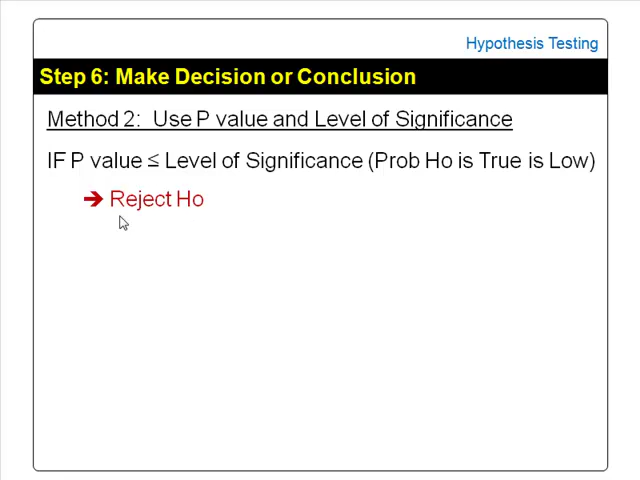 Hypothesis Testing
Step 6: Make Decision or Conclusion
Method 2: Use P value and Level of Significance
IF P value ≤ Level of Significance (Prob Ho is True is Low)
➔ Reject Ho